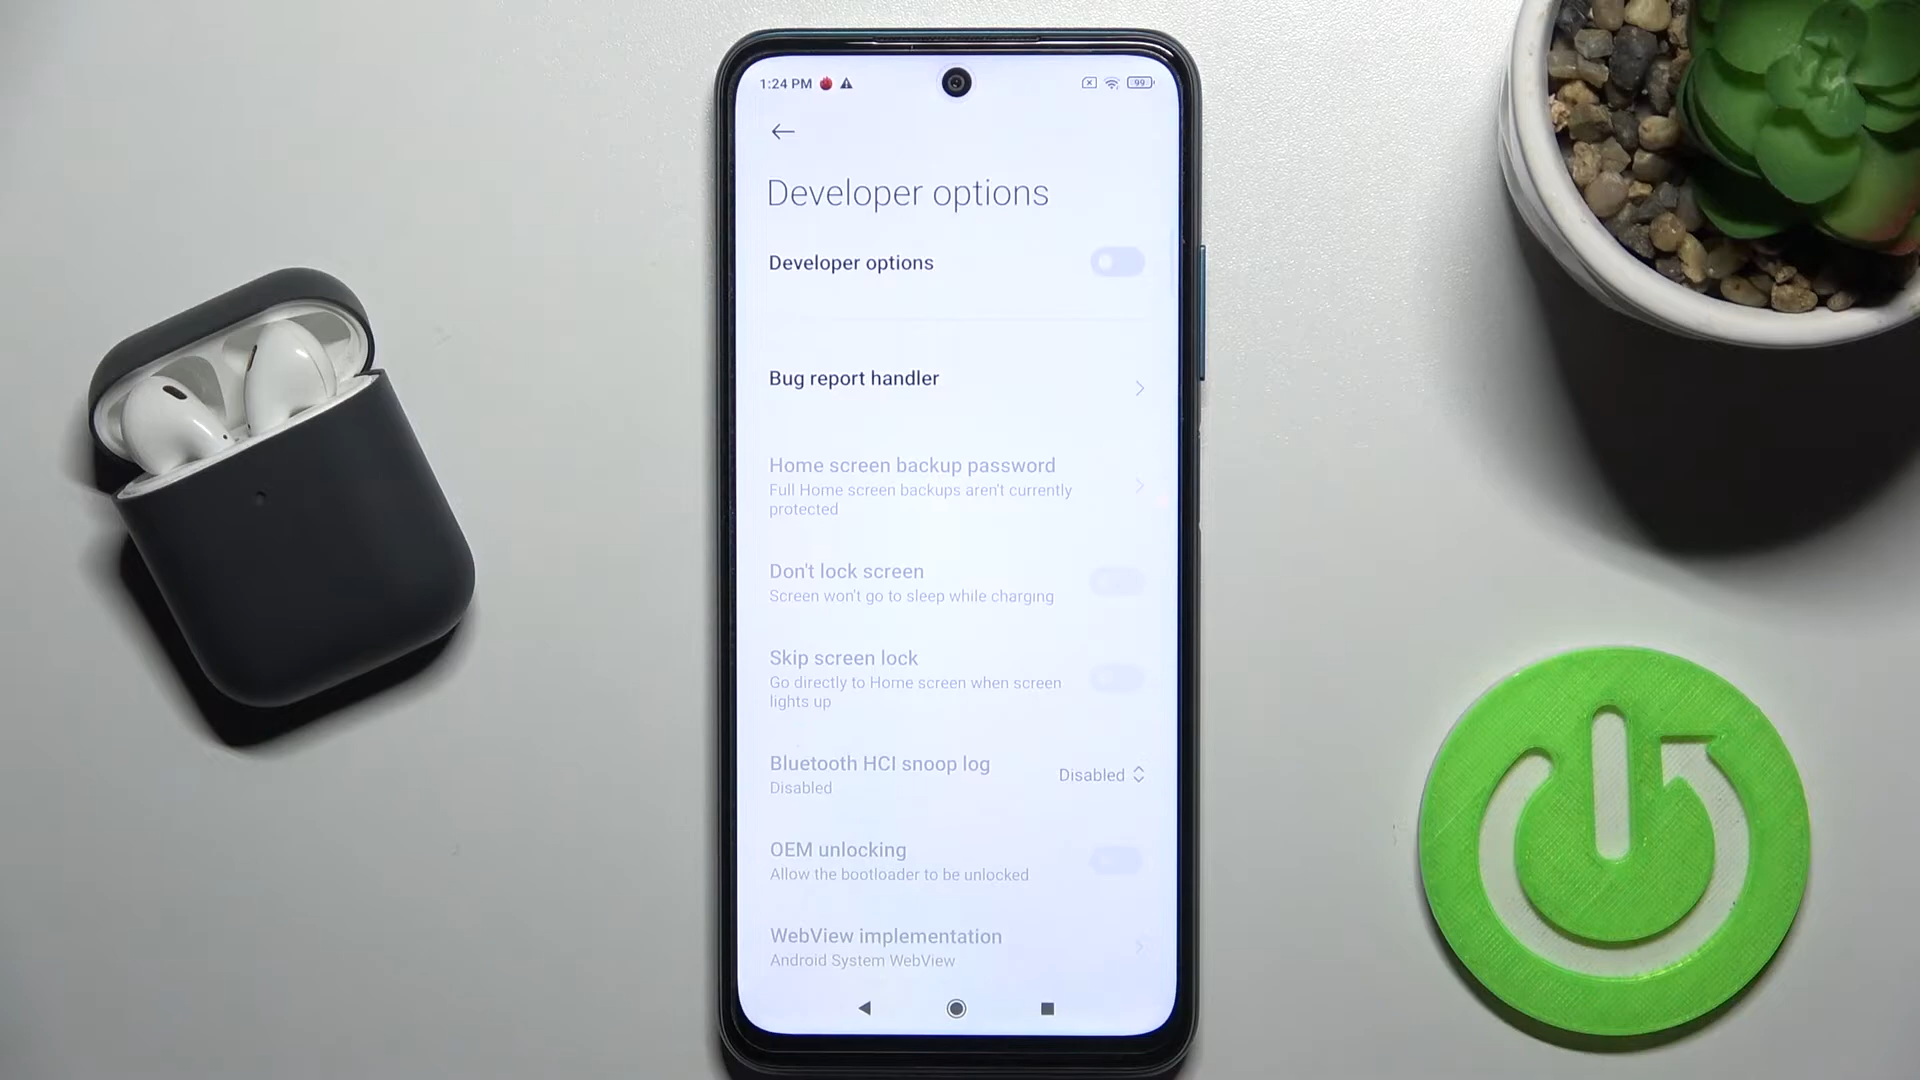 1:24 PM
99
Developer options
Developer options
Bug report handler
Home screen backup password
Full Home screen backups aren't currently
protected
Don't lock screen
Screen won't go to sleep while charging
Skip screen lock
Go directly to Home screen when screen
lights up
Bluetooth HCI snoop log
Disabled
Disabled
OEM unlocking
Allow the bootloader to be unlocked
WebView implementation
Android System WebView